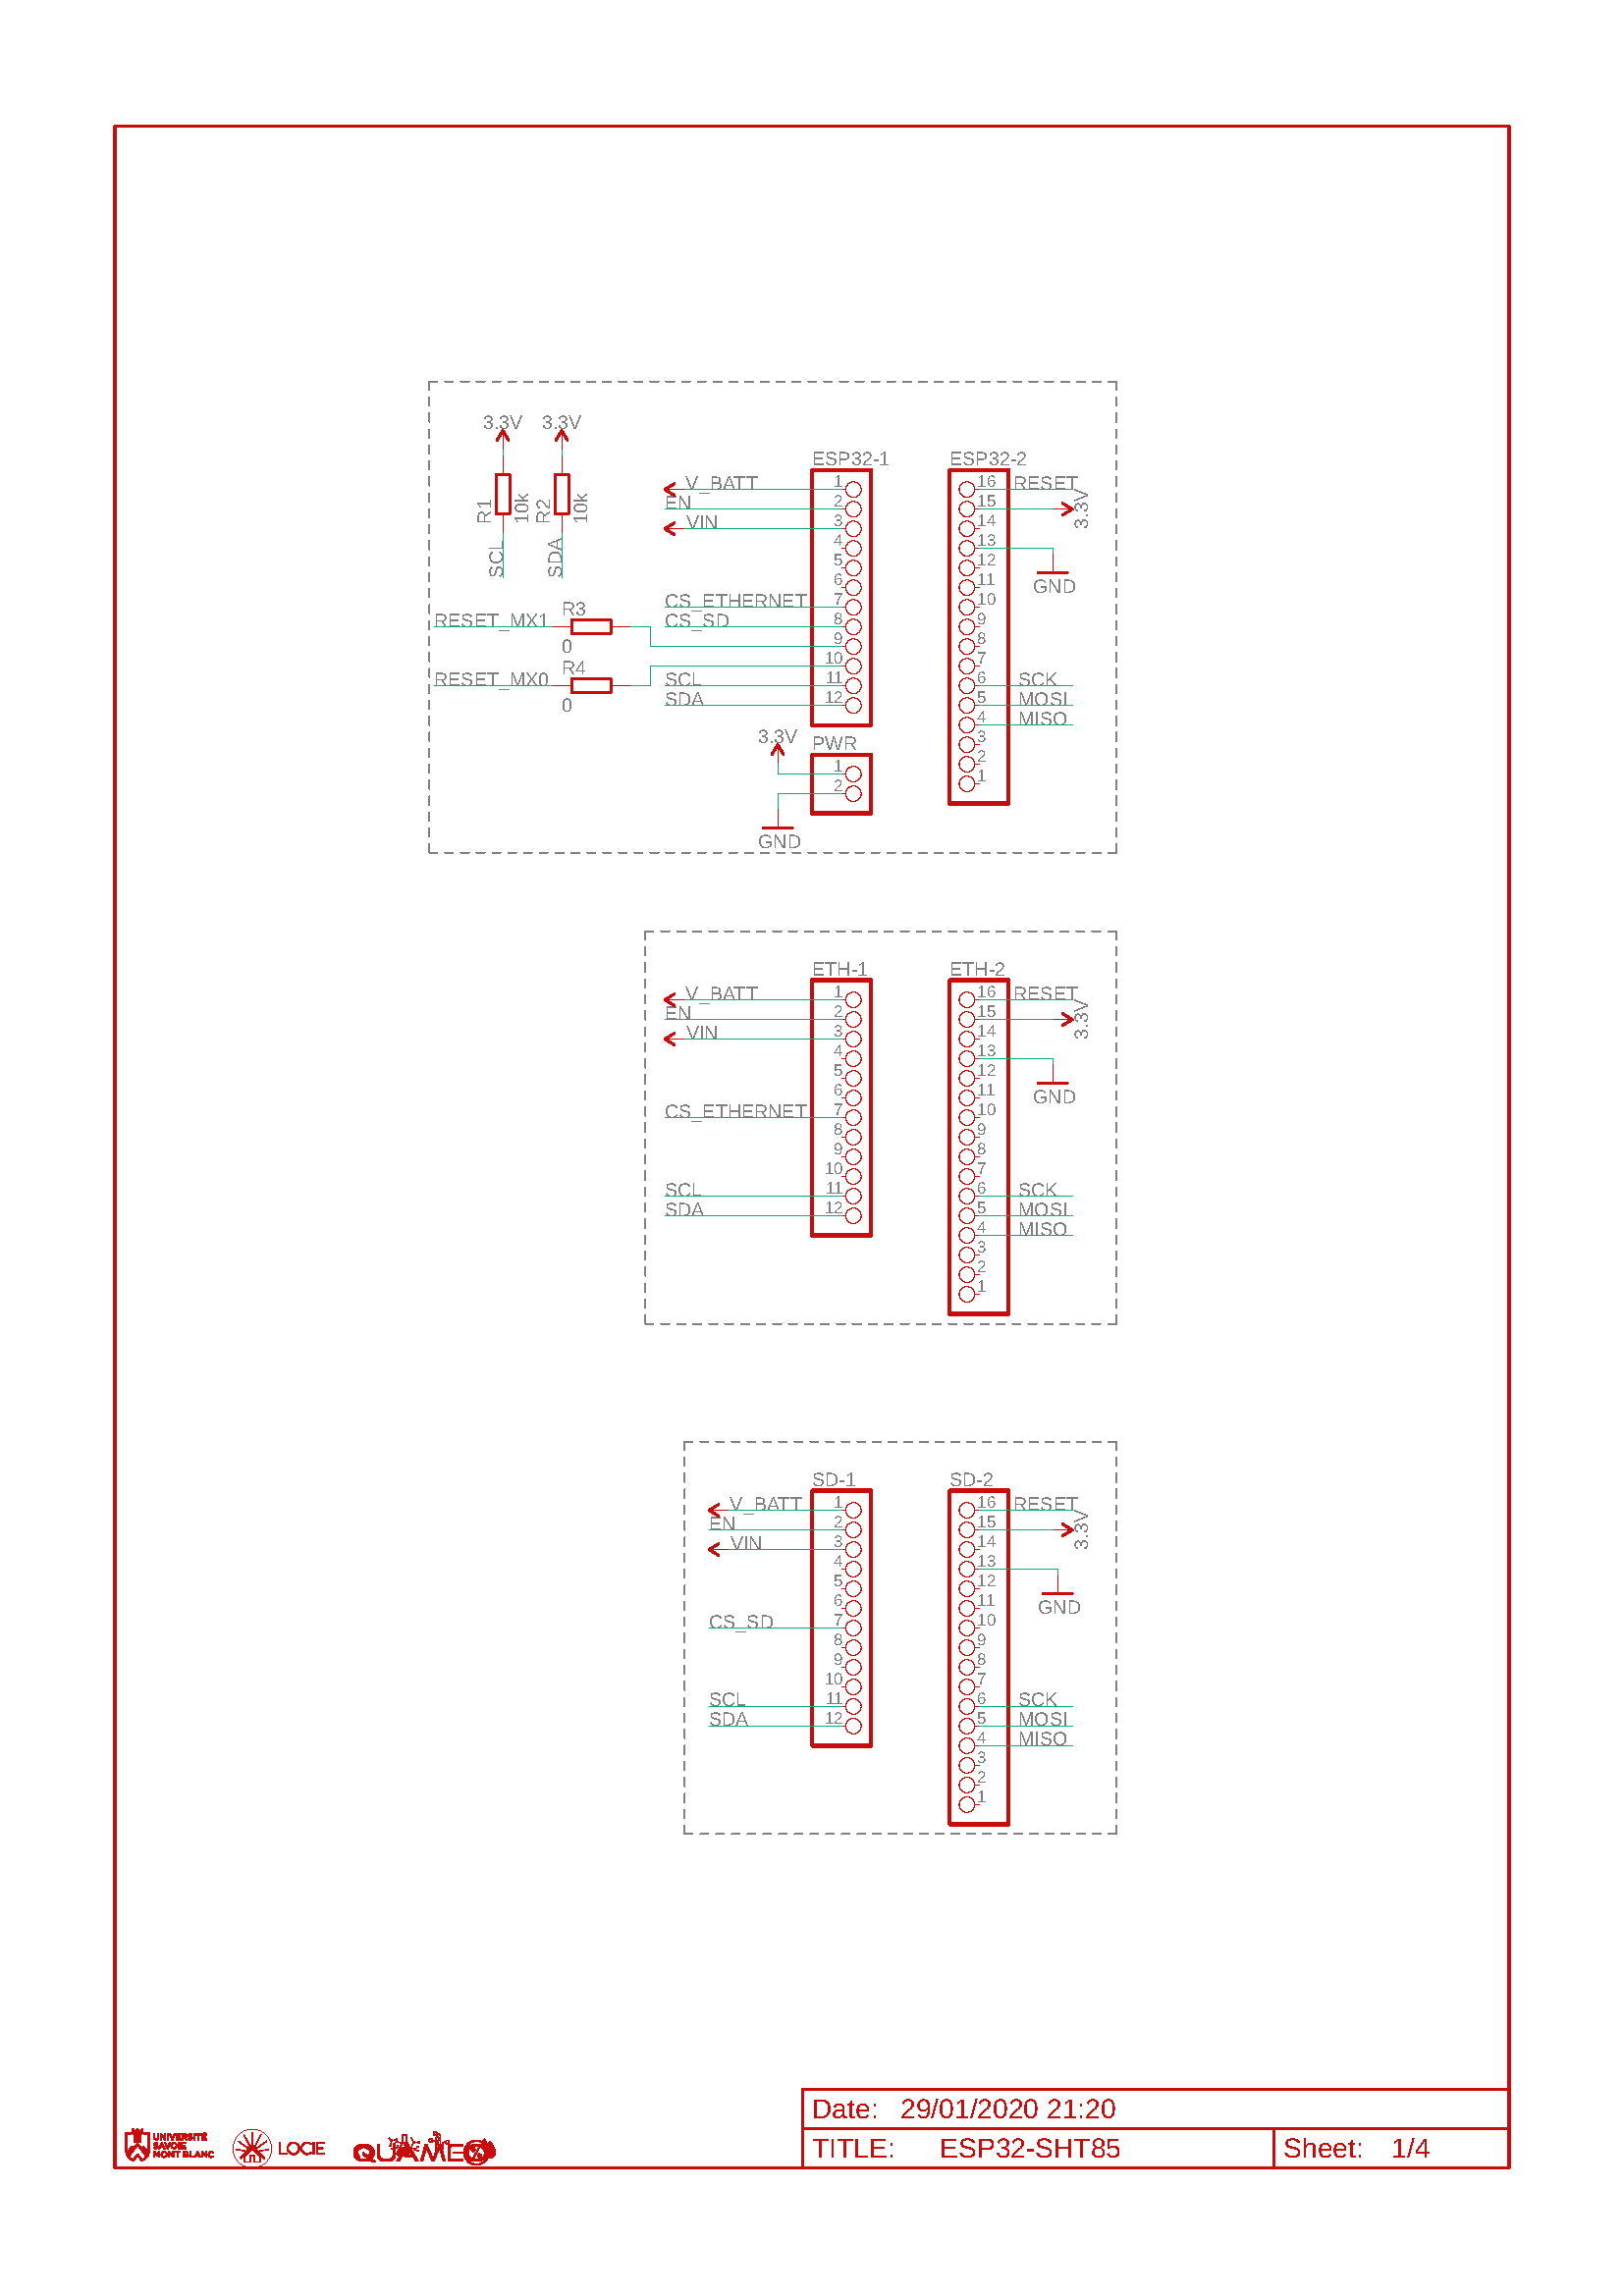 3.3V 3.3V
R1 10k R2 10k
SCL SDA
RESET_MX1 R3 0
RESET_MX0 R4 0
ESP32-1
V_BATT 1
EN 2
VIN 3
4
5
6
CS_ETHERNET 7
CS_SD 8
9
10
SCL 11
SDA 12
3.3V PWR
1
2
GND
ESP32-2
16 RESET
15 3.3V
14
13
GND
12
11
10
9
8
7
6 SCK
5 MOSI
4 MISO
3
2
1
ETH-1
V_BATT 1
EN 2
VIN 3
4
5
6
CS_ETHERNET 7
8
9
10
SCL 11
SDA 12
ETH-2
16 RESET
15 3.3V
14
13
GND
12
11
10
9
8
7
6 SCK
5 MOSI
4 MISO
3
2
1
SD-1
V_BATT 1
EN 2
VIN 3
4
5
6
CS_SD 7
8
9
10
SCL 11
SDA 12
SD-2
16 RESET
15 3.3V
14
13
GND
12
11
10
9
8
7
6 SCK
5 MOSI
4 MISO
3
2
1
UNIVERSITÉ
SAVOIE
MONT BLANC
LOCIE
Date: 29/01/2020 21:20
TITLE: ESP32-SHT85
Sheet: 1/4